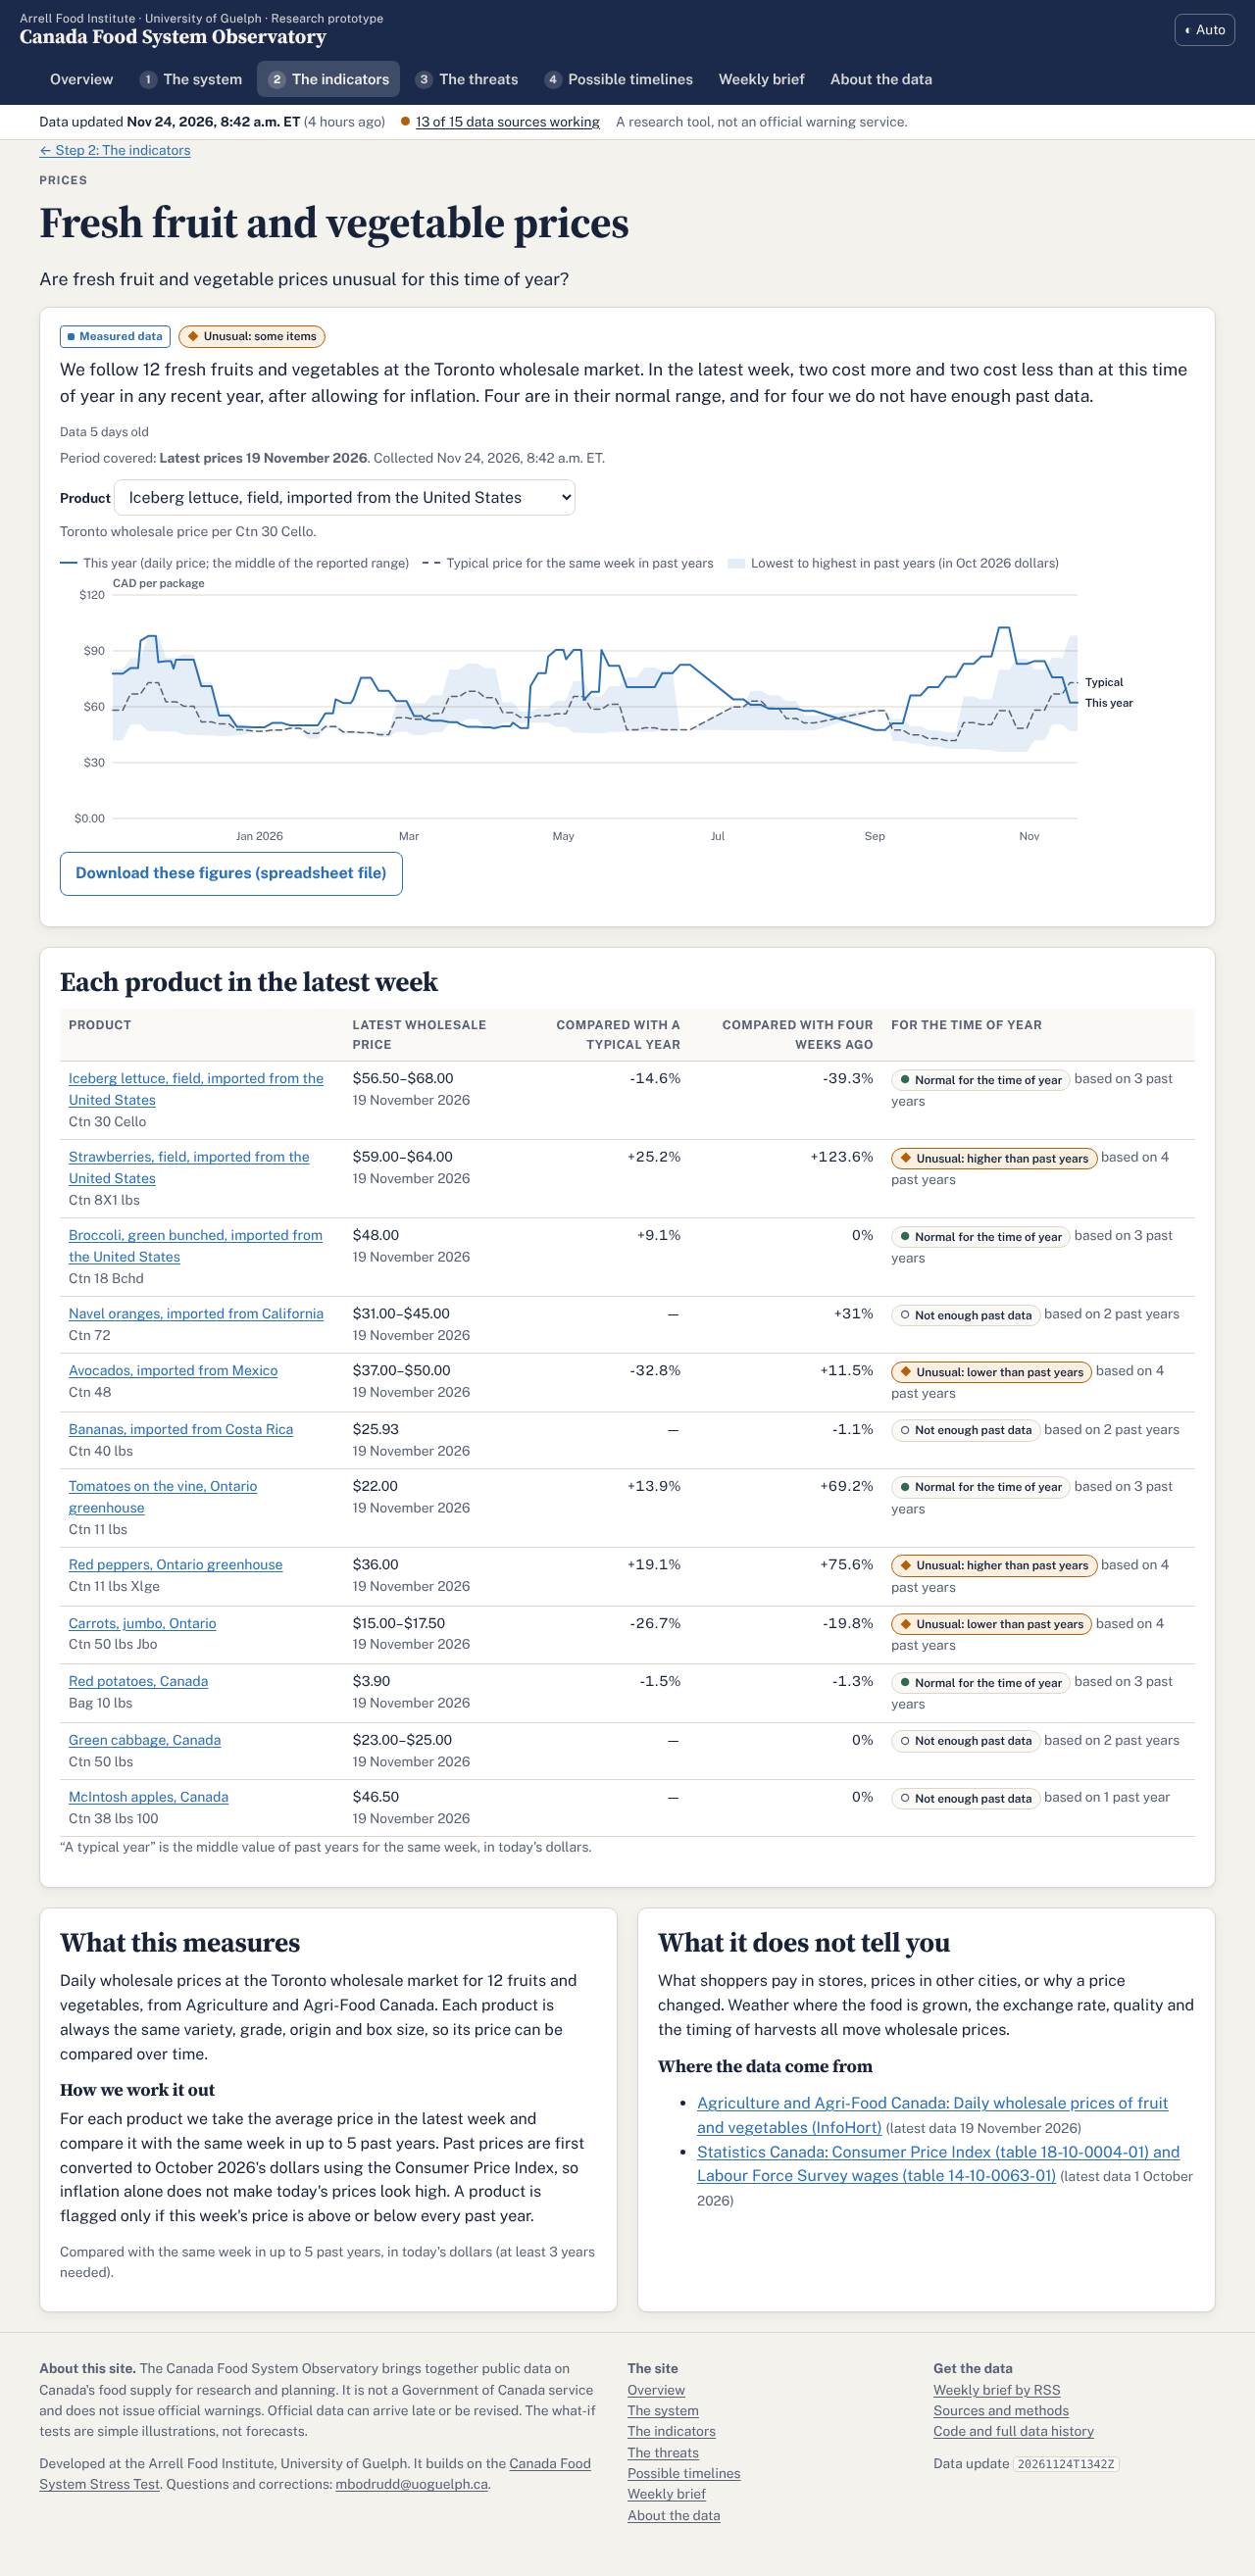 Arrell Food Institute · University of Guelph · Research prototype
Canada Food System Observatory
Auto
Overview 1 The system 2 The indicators 3 The threats 4 Possible timelines Weekly brief About the data
Data updated Nov 24, 2026, 8:42 a.m. ET (4 hours ago) 13 of 15 data sources working A research tool, not an official warning service.
← Step 2: The indicators
PRICES
Fresh fruit and vegetable prices
Are fresh fruit and vegetable prices unusual for this time of year?
Measured data Unusual: some items
We follow 12 fresh fruits and vegetables at the Toronto wholesale market. In the latest week, two cost more and two cost less than at this time
of year in any recent year, after allowing for inflation. Four are in their normal range, and for four we do not have enough past data.
Data 5 days old
Period covered: Latest prices 19 November 2026. Collected Nov 24, 2026, 8:42 a.m. ET.
Product Iceberg lettuce, field, imported from the United States
Toronto wholesale price per Ctn 30 Cello.
This year (daily price; the middle of the reported range) Typical price for the same week in past years Lowest to highest in past years (in Oct 2026 dollars)
CAD per package
$120
$90
$60
$30
$0.00
Typical
This year
Jan 2026 Mar May Jul Sep Nov
Download these figures (spreadsheet file)
Each product in the latest week
PRODUCT LATEST WHOLESALE PRICE COMPARED WITH A TYPICAL YEAR COMPARED WITH FOUR WEEKS AGO FOR THE TIME OF YEAR
Iceberg lettuce, field, imported from the United States $56.50–$68.00 -14.6% -39.3% Normal for the time of year based on 3 past years
Ctn 30 Cello 19 November 2026
Strawberries, field, imported from the United States $59.00–$64.00 +25.2% +123.6% Unusual: higher than past years based on 4 past years
Ctn 8X1 lbs 19 November 2026
Broccoli, green bunched, imported from the United States $48.00 +9.1% 0% Normal for the time of year based on 3 past years
Ctn 18 Bchd 19 November 2026
Navel oranges, imported from California $31.00–$45.00 — +31% Not enough past data based on 2 past years
Ctn 72 19 November 2026
Avocados, imported from Mexico $37.00–$50.00 -32.8% +11.5% Unusual: lower than past years based on 4 past years
Ctn 48 19 November 2026
Bananas, imported from Costa Rica $25.93 — -1.1% Not enough past data based on 2 past years
Ctn 40 lbs 19 November 2026
Tomatoes on the vine, Ontario greenhouse $22.00 +13.9% +69.2% Normal for the time of year based on 3 past years
Ctn 11 lbs 19 November 2026
Red peppers, Ontario greenhouse $36.00 +19.1% +75.6% Unusual: higher than past years based on 4 past years
Ctn 11 lbs Xlge 19 November 2026
Carrots, jumbo, Ontario $15.00–$17.50 -26.7% -19.8% Unusual: lower than past years based on 4 past years
Ctn 50 lbs Jbo 19 November 2026
Red potatoes, Canada $3.90 -1.5% -1.3% Normal for the time of year based on 3 past years
Bag 10 lbs 19 November 2026
Green cabbage, Canada $23.00–$25.00 — 0% Not enough past data based on 2 past years
Ctn 50 lbs 19 November 2026
McIntosh apples, Canada $46.50 — 0% Not enough past data based on 1 past year
Ctn 38 lbs 100 19 November 2026
“A typical year” is the middle value of past years for the same week, in today's dollars.
What this measures
Daily wholesale prices at the Toronto wholesale market for 12 fruits and
vegetables, from Agriculture and Agri-Food Canada. Each product is
always the same variety, grade, origin and box size, so its price can be
compared over time.
How we work it out
For each product we take the average price in the latest week and
compare it with the same week in up to 5 past years. Past prices are first
converted to October 2026's dollars using the Consumer Price Index, so
inflation alone does not make today's prices look high. A product is
flagged only if this week's price is above or below every past year.
Compared with the same week in up to 5 past years, in today's dollars (at least 3 years
needed).
What it does not tell you
What shoppers pay in stores, prices in other cities, or why a price
changed. Weather where the food is grown, the exchange rate, quality and
the timing of harvests all move wholesale prices.
Where the data come from
• Agriculture and Agri-Food Canada: Daily wholesale prices of fruit
and vegetables (InfoHort) (latest data 19 November 2026)
• Statistics Canada: Consumer Price Index (table 18-10-0004-01) and
Labour Force Survey wages (table 14-10-0063-01) (latest data 1 October
2026)
About this site. The Canada Food System Observatory brings together public data on
Canada's food supply for research and planning. It is not a Government of Canada service
and does not issue official warnings. Official data can arrive late or be revised. The what-if
tests are simple illustrations, not forecasts.
Developed at the Arrell Food Institute, University of Guelph. It builds on the Canada Food
System Stress Test. Questions and corrections: mbodrudd@uoguelph.ca.
The site
Overview
The system
The indicators
The threats
Possible timelines
Weekly brief
About the data
Get the data
Weekly brief by RSS
Sources and methods
Code and full data history
Data update 20261124T1342Z